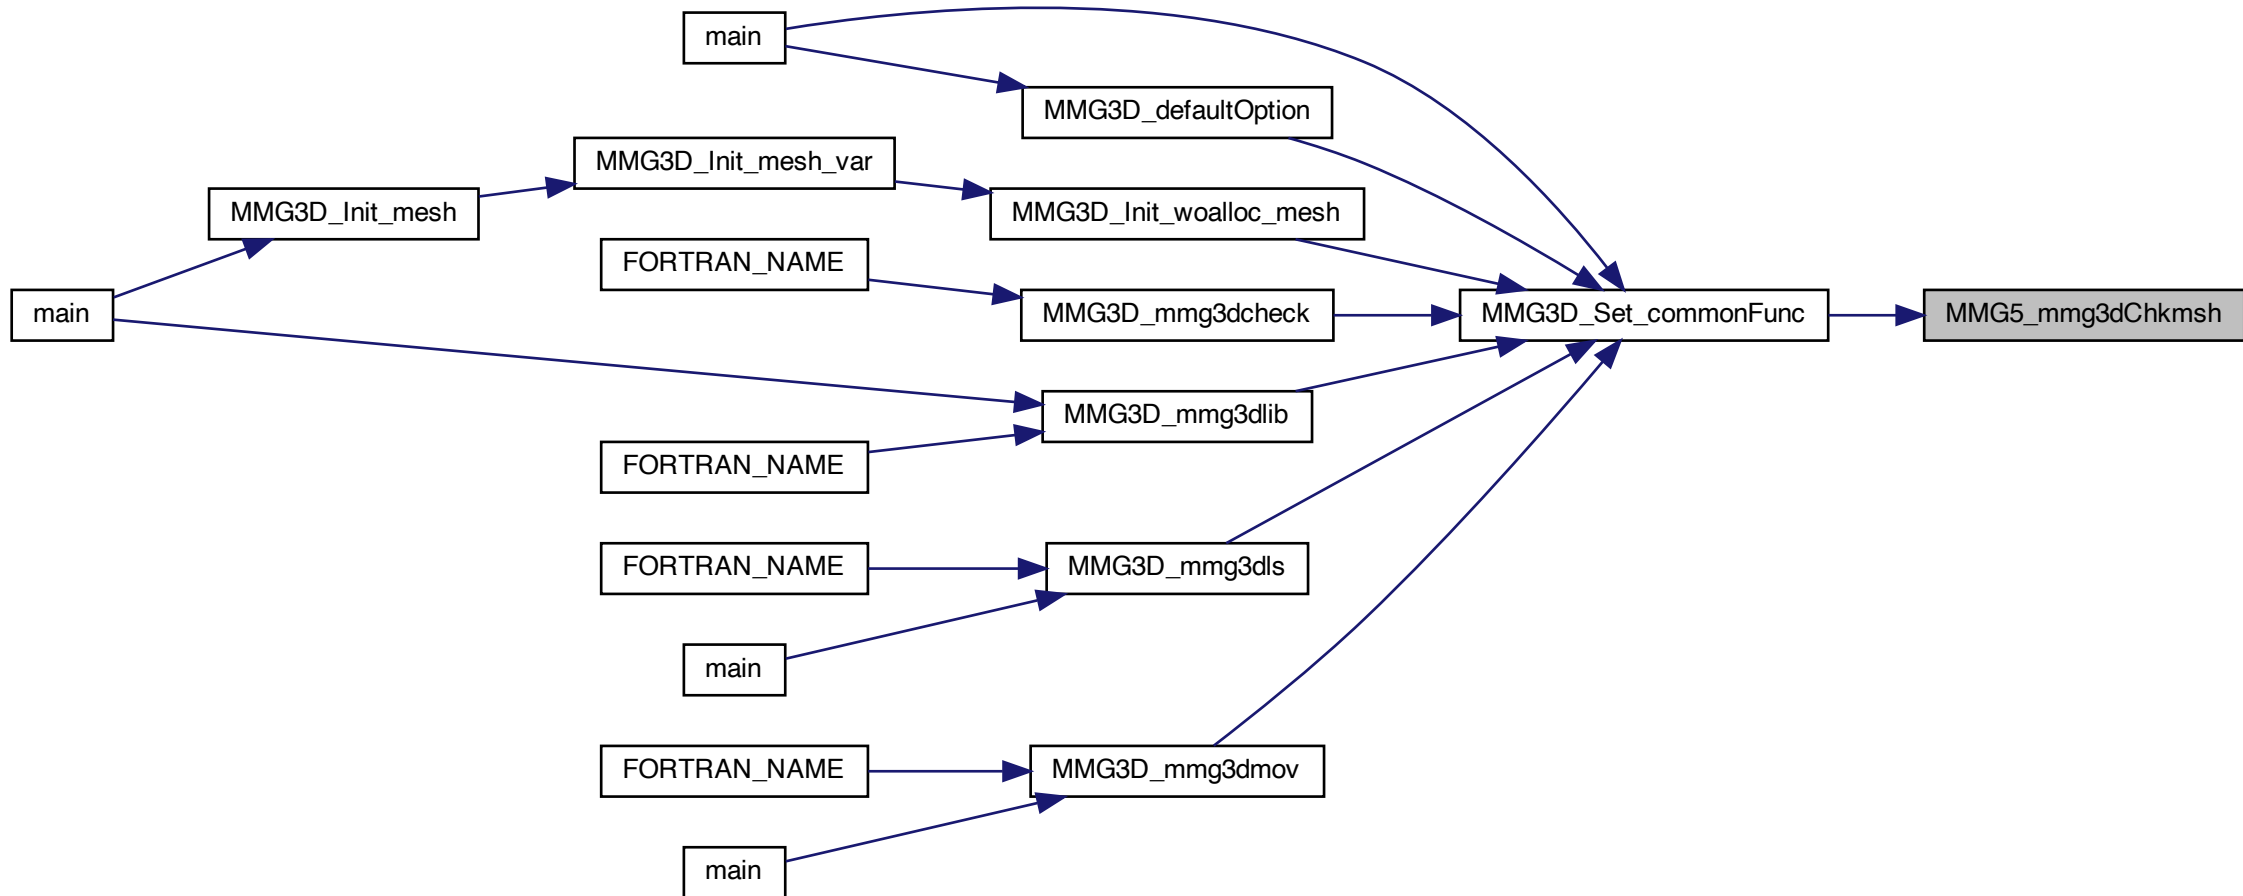 main
MMG3D_defaultOption
MMG3D_Init_mesh_var
MMG3D_Init_mesh
MMG3D_Init_woalloc_mesh
FORTRAN_NAME
main
MMG3D_mmg3dcheck
MMG3D_Set_commonFunc
MMG5_mmg3dChkmsh
MMG3D_mmg3dlib
FORTRAN_NAME
FORTRAN_NAME
MMG3D_mmg3dls
main
FORTRAN_NAME
MMG3D_mmg3dmov
main